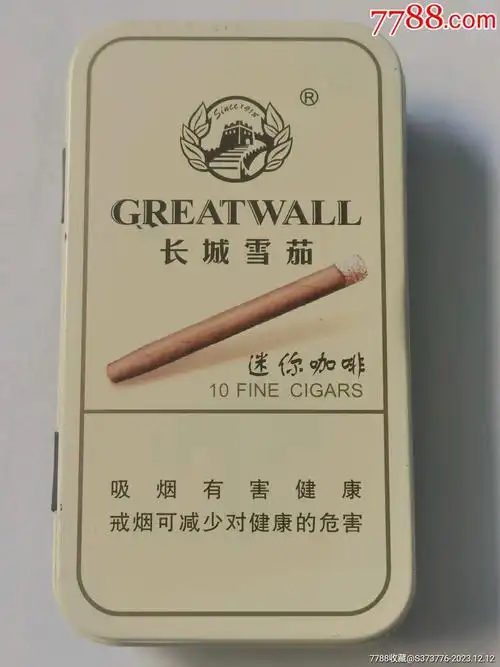 7788.com
Since.1918
®
GREATWALL
长城雪茄
迷你咖啡
10 FINE CIGARS
吸烟有害健康
戒烟可减少对健康的危害
7788收藏@S373776-2023.12.12